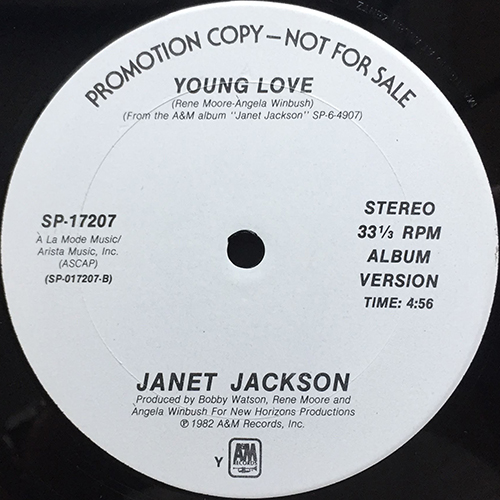 PROMOTION COPY—NOT FOR SALE
YOUNG LOVE
(Rene Moore-Angela Winbush)
(From the A&M album "Janet Jackson" SP-6-4907)
SP-17207
À La Mode Music/
Arista Music, Inc.
(ASCAP)
(SP-017207-B)
STEREO
33⅓ RPM
ALBUM
VERSION
TIME: 4:56
JANET JACKSON
Produced by Bobby Watson, Rene Moore and
Angela Winbush For New Horizons Productions
℗ 1982 A&M Records, Inc.
Y
A&M
RECORDS